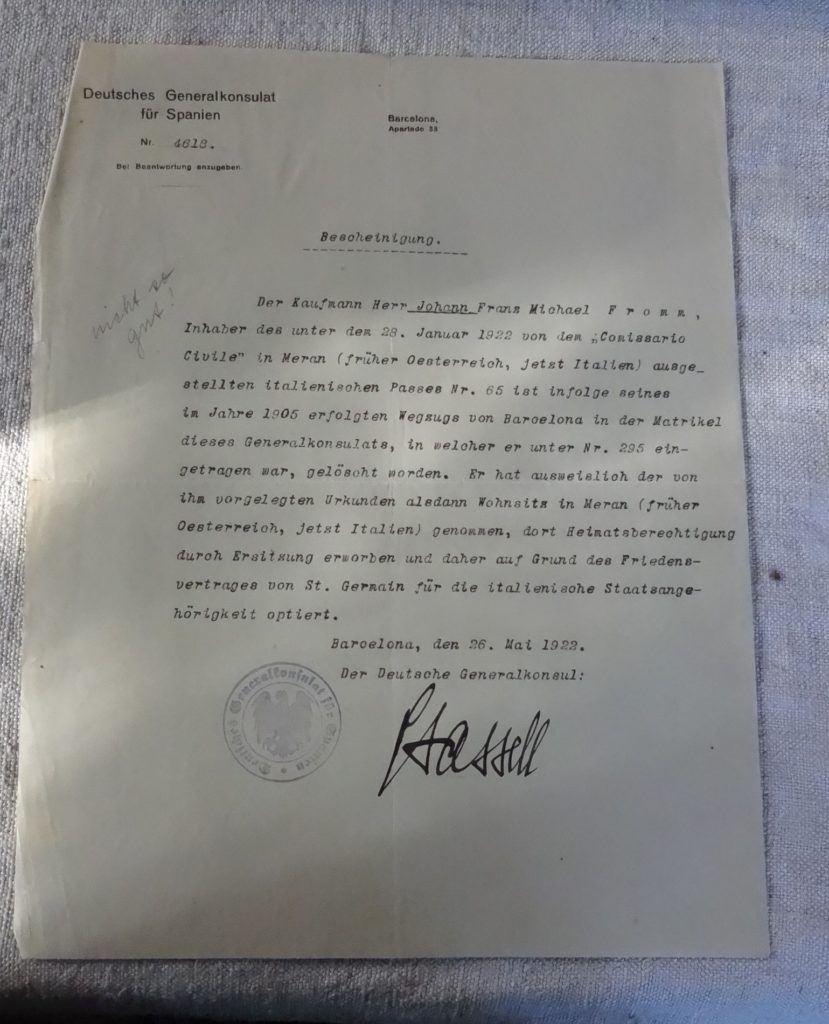 Deutsches Generalkonsulat
für Spanien
Nr. 4618.
Bei Beantwortung anzugeben.
Barcelona,
Apartado 38
Bescheinigung.
nicht so
gut!
Der Kaufmann Herr Johann Franz Michael Fromm,
Inhaber des unter dem 28. Januar 1922 von dem „Comissario
Civile" in Meran (früher Oesterreich, jetzt Italien) ausge-
stellten italienischen Passes Nr. 65 ist infolge seines
im Jahre 1905 erfolgten Wegzugs von Barcelona in der Matrikel
dieses Generalkonsulats, in welcher er unter Nr. 295 ein-
getragen war, gelöscht worden. Er hat ausweislich der von
ihm vorgelegten Urkunden alsdann Wohnsitz in Meran (früher
Oesterreich, jetzt Italien) genommen, dort Heimatsberechtigung
durch Ersitzung erworben und daher auf Grund des Friedens-
vertrages von St. Germain für die italienische Staatsange-
hörigkeit optiert.
Barcelona, den 26. Mai 1922.
Der Deutsche Generalkonsul:
Deutsches Generalkonsulat für Spanien
Hassell